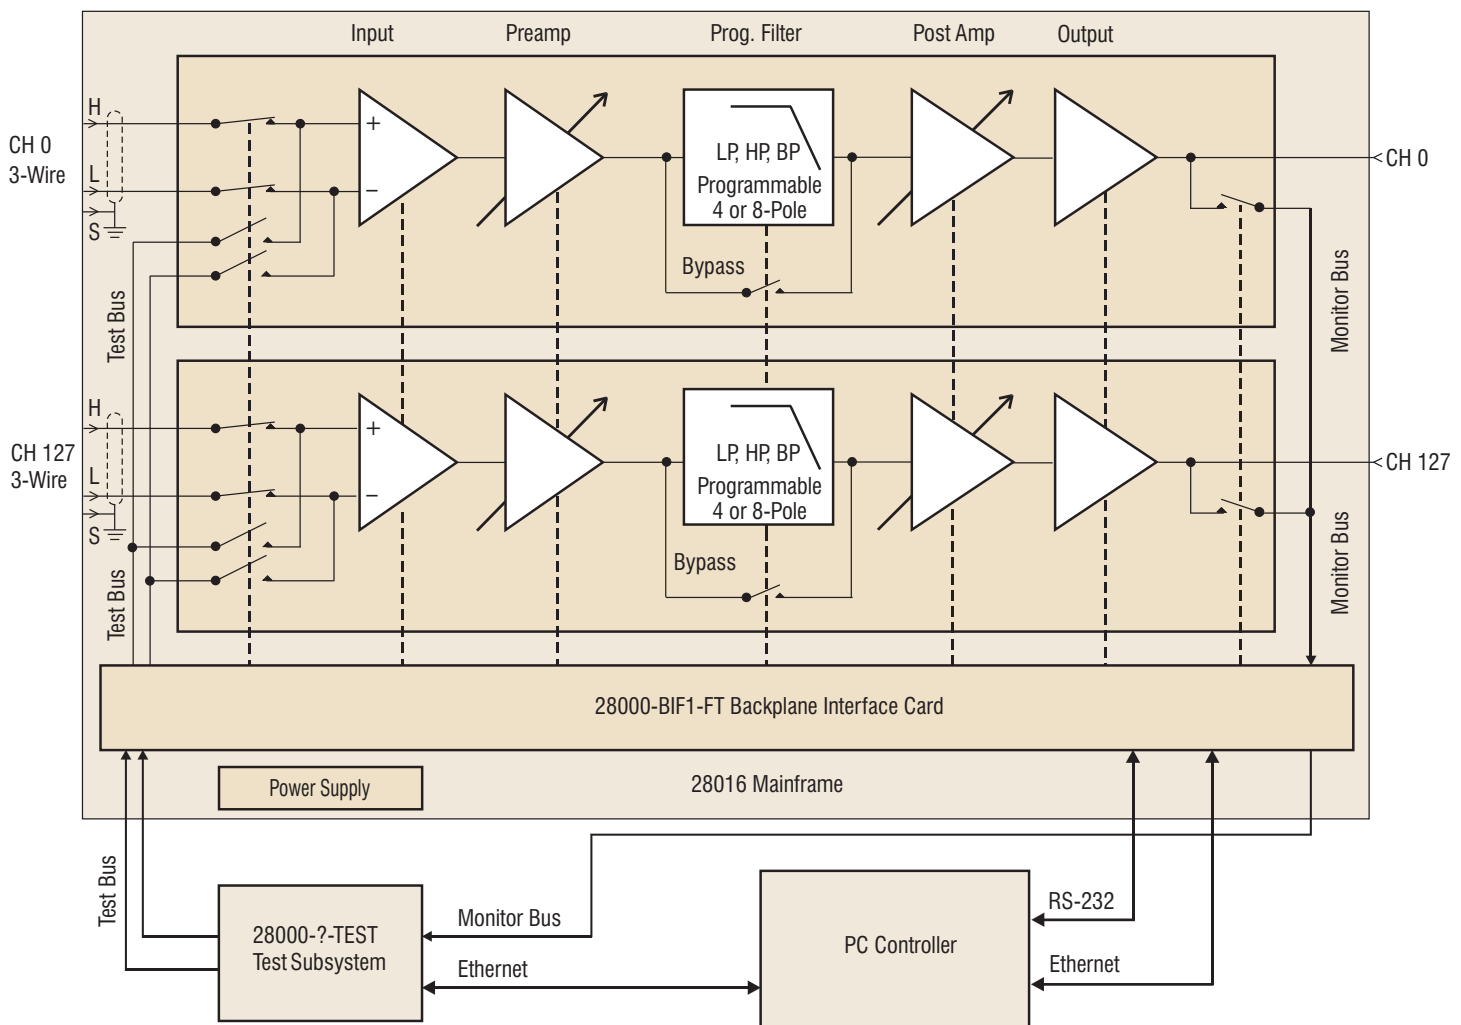 Input
Preamp
Prog. Filter
Post Amp
Output
H
CH 0
3-Wire
L
S
+
–
LP, HP, BP
Programmable
4 or 8-Pole
Bypass
CH 0
Test Bus
Monitor Bus
H
CH 127
3-Wire
L
S
+
–
LP, HP, BP
Programmable
4 or 8-Pole
Bypass
CH 127
Test Bus
Monitor Bus
28000-BIF1-FT Backplane Interface Card
Power Supply
28016 Mainframe
Test Bus
28000-?-TEST
Test Subsystem
Monitor Bus
Ethernet
PC Controller
RS-232
Ethernet